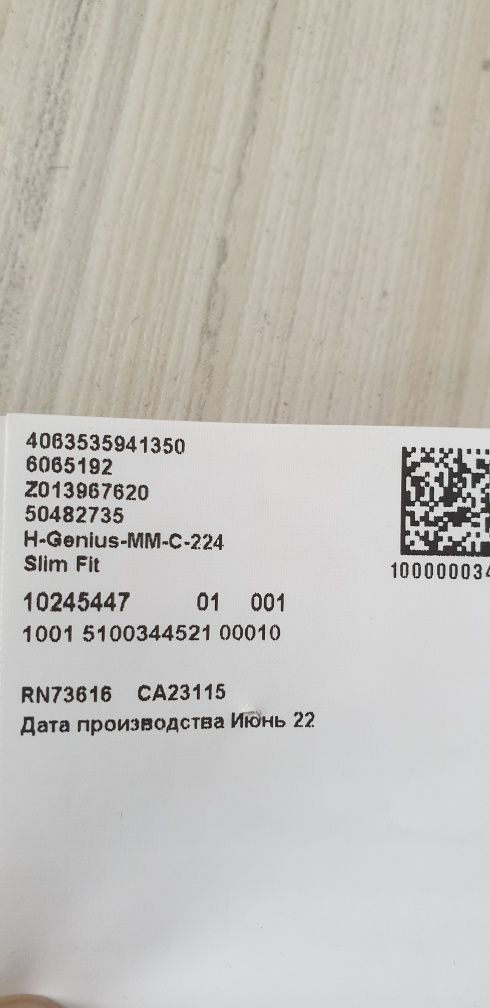 4063535941350
6065192
Z013967620
50482735
H-Genius-MM-C-224
Slim Fit
10245447 01 001
1001 5100344521 00010
RN73616 CA23115
Дата производства Июнь 22
100000034